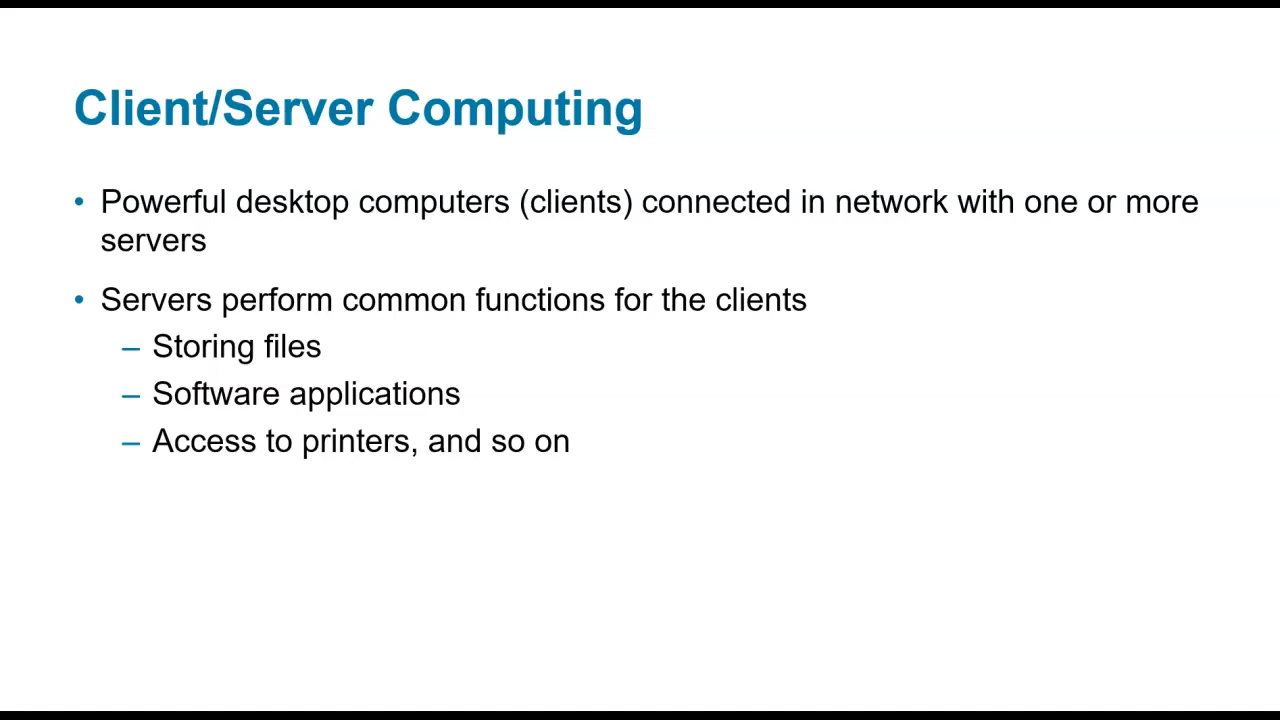 Client/Server Computing
• Powerful desktop computers (clients) connected in network with one or more
servers
• Servers perform common functions for the clients
– Storing files
– Software applications
– Access to printers, and so on